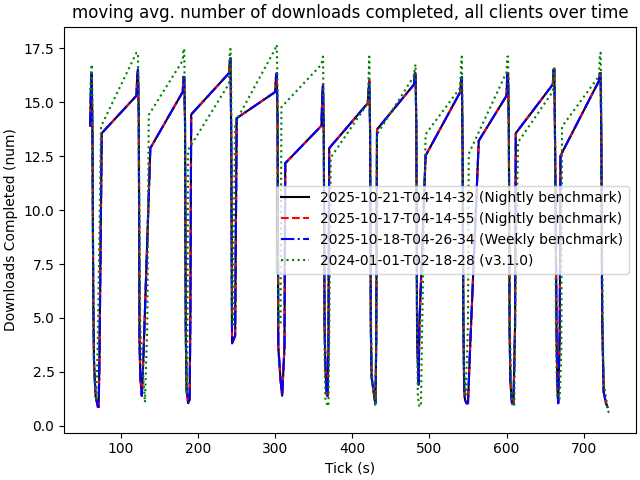 moving avg. number of downloads completed, all clients over time
Downloads Completed (num)
17.5
15.0
12.5
10.0
7.5
5.0
2.5
0.0
2025-10-21-T04-14-32 (Nightly benchmark)
2025-10-17-T04-14-55 (Nightly benchmark)
2025-10-18-T04-26-34 (Weekly benchmark)
2024-01-01-T02-18-28 (v3.1.0)
100 200 300 400 500 600 700
Tick (s)